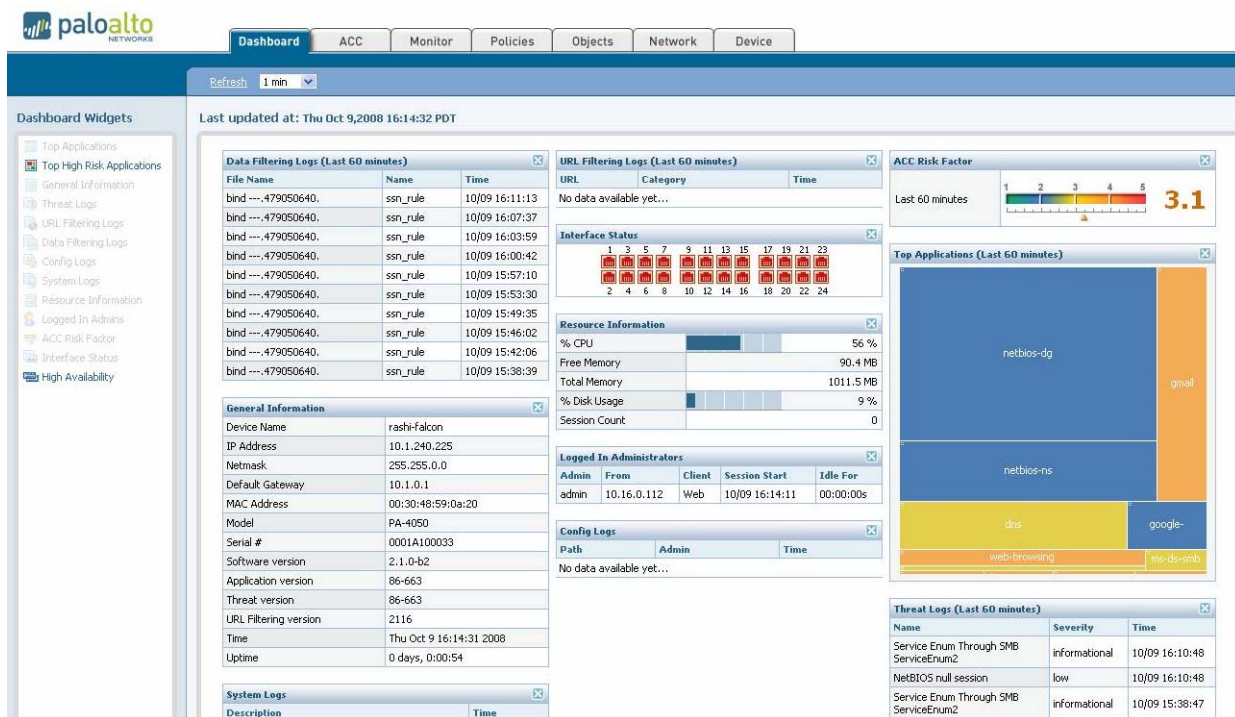 paloalto
NETWORKS
Dashboard ACC Monitor Policies Objects Network Device
Refresh 1 min
Dashboard Widgets
Top Applications
Top High Risk Applications
General Information
Threat Logs
URL Filtering Logs
Data Filtering Logs
Config Logs
System Logs
Resource Information
Logged In Admins
ACC Risk Factor
Interface Status
High Availability
Last updated at: Thu Oct 9,2008 16:14:32 PDT
Data Filtering Logs (Last 60 minutes)
File Name Name Time
bind ---.479050640. ssn_rule 10/09 16:11:13
bind ---.479050640. ssn_rule 10/09 16:07:37
bind ---.479050640. ssn_rule 10/09 16:03:59
bind ---.479050640. ssn_rule 10/09 16:00:42
bind ---.479050640. ssn_rule 10/09 15:57:10
bind ---.479050640. ssn_rule 10/09 15:53:30
bind ---.479050640. ssn_rule 10/09 15:49:35
bind ---.479050640. ssn_rule 10/09 15:46:02
bind ---.479050640. ssn_rule 10/09 15:42:06
bind ---.479050640. ssn_rule 10/09 15:38:39
General Information
Device Name rashi-falcon
IP Address 10.1.240.225
Netmask 255.255.0.0
Default Gateway 10.1.0.1
MAC Address 00:30:48:59:0a:20
Model PA-4050
Serial # 0001A100033
Software version 2.1.0-b2
Application version 86-663
Threat version 86-663
URL Filtering version 2116
Time Thu Oct 9 16:14:31 2008
Uptime 0 days, 0:00:54
System Logs
Description Time
URL Filtering Logs (Last 60 minutes)
URL Category Time
No data available yet...
Interface Status
1 3 5 7 9 11 13 15 17 19 21 23
2 4 6 8 10 12 14 16 18 20 22 24
Resource Information
% CPU 56 %
Free Memory 90.4 MB
Total Memory 1011.5 MB
% Disk Usage 9 %
Session Count 0
Logged In Administrators
Admin From Client Session Start Idle For
admin 10.16.0.112 Web 10/09 16:14:11 00:00:00s
Config Logs
Path Admin Time
No data available yet...
ACC Risk Factor
Last 60 minutes 1 2 3 4 5 3.1
Top Applications (Last 60 minutes)
netbios-dg
gmail
netbios-ns
dns
google-
web-browsing
ms-ds-smb
Threat Logs (Last 60 minutes)
Name Severity Time
Service Enum Through SMB
ServiceEnum2 informational 10/09 16:10:48
NetBIOS null session low 10/09 16:10:48
Service Enum Through SMB
ServiceEnum2 informational 10/09 15:38:47